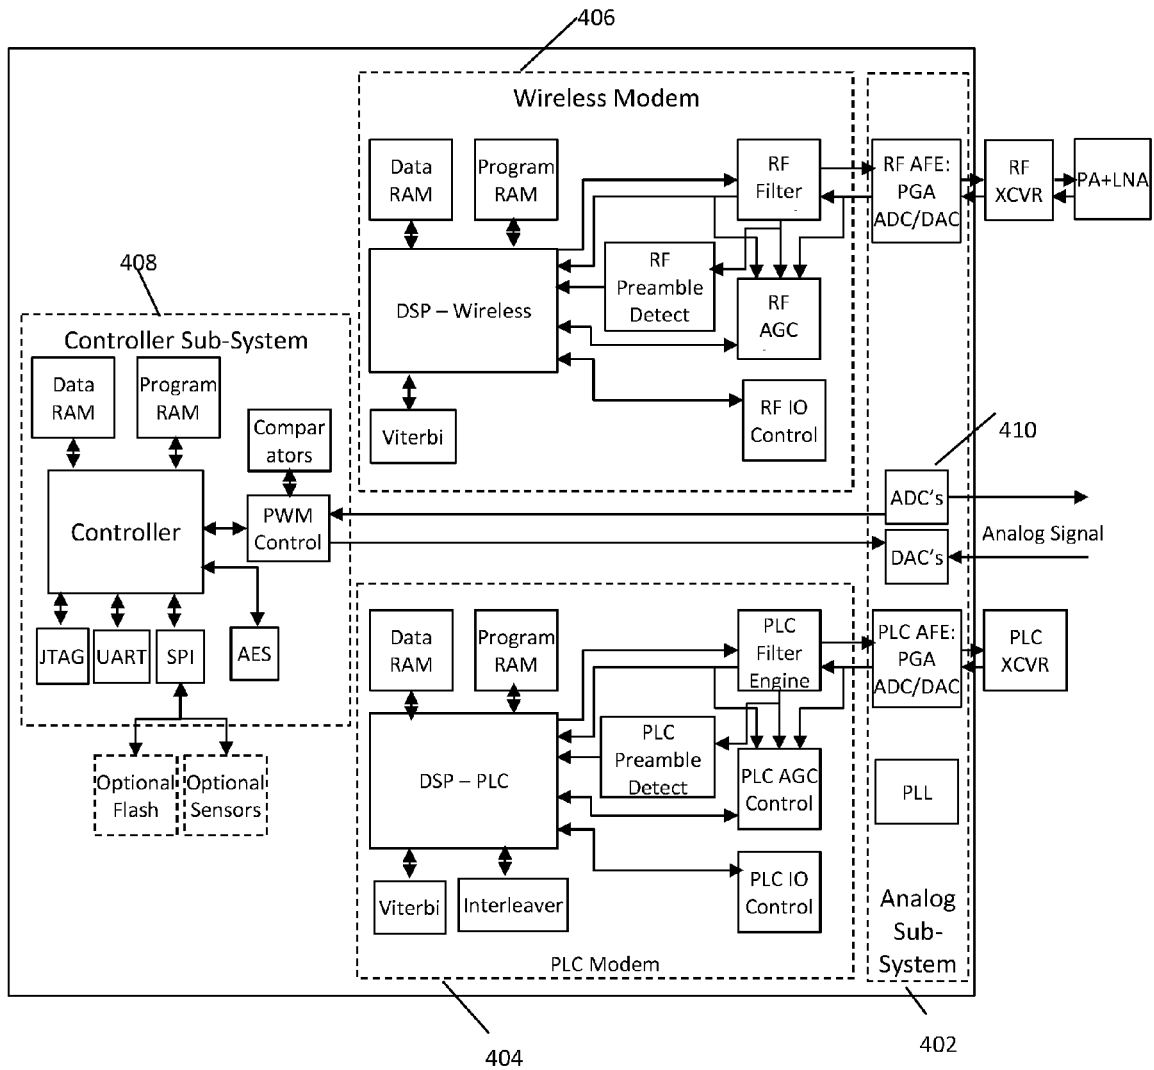 406
Wireless Modem
Data
RAM
Program
RAM
RF
Filter
RF AFE:
PGA
ADC/DAC
RF
XCVR
PA+LNA
DSP – Wireless
RF
Preamble
Detect
RF
AGC
Viterbi
RF IO
Control
408
Controller Sub-System
Data
RAM
Program
RAM
Compar
ators
Controller
PWM
Control
JTAG
UART
SPI
AES
Optional
Flash
Optional
Sensors
410
ADC's
DAC's
Analog Signal
Data
RAM
Program
RAM
PLC
Filter
Engine
PLC AFE:
PGA
ADC/DAC
PLC
XCVR
DSP – PLC
PLC
Preamble
Detect
PLC AGC
Control
PLL
Viterbi
Interleaver
PLC IO
Control
PLC Modem
Analog
Sub-
System
404
402